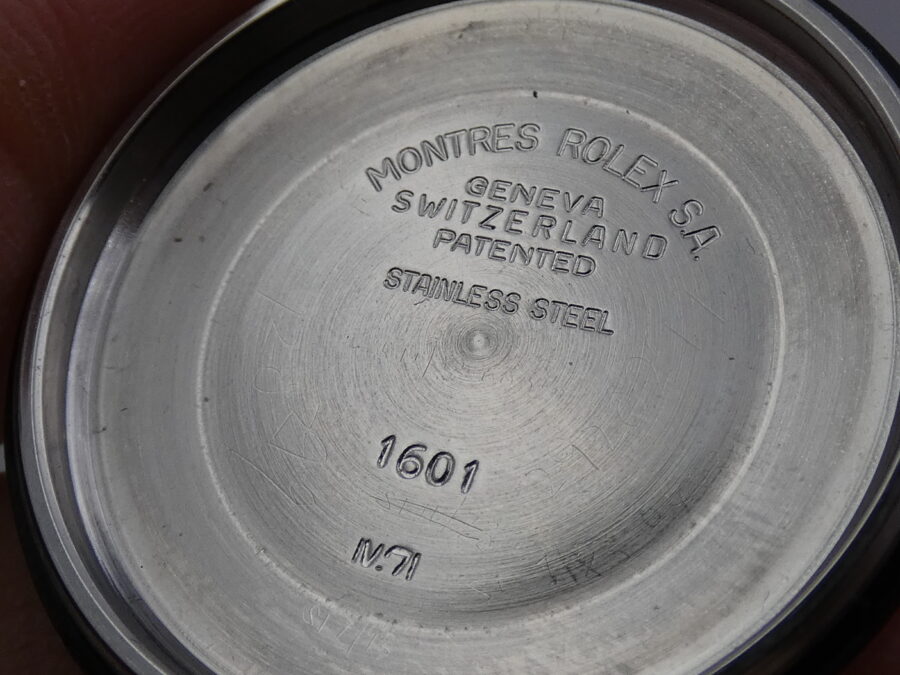 MONTRES ROLEX S.A.
GENEVA
SWITZERLAND
PATENTED
STAINLESS STEEL
1601
IV.71